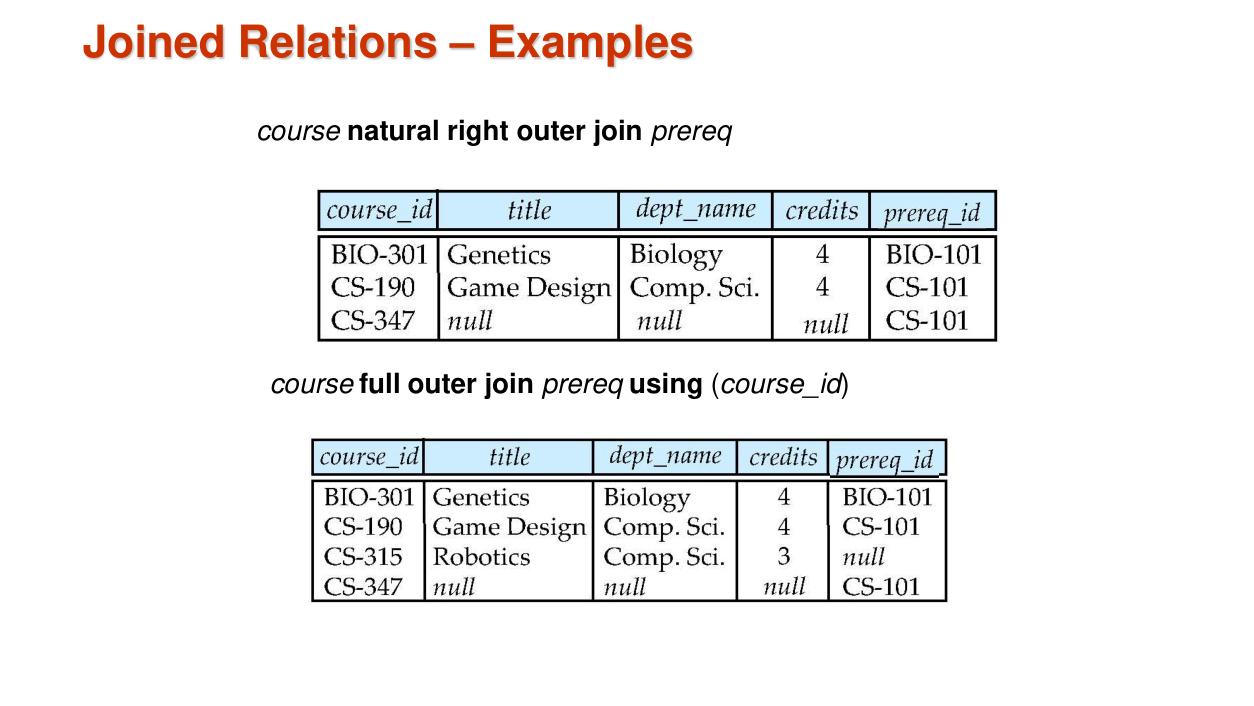 Joined Relations – Examples
course natural right outer join prereq
course_id title dept_name credits prereq_id
BIO-301 Genetics Biology 4 BIO-101
CS-190 Game Design Comp. Sci. 4 CS-101
CS-347 null null null CS-101
course full outer join prereq using (course_id)
course_id title dept_name credits prereq_id
BIO-301 Genetics Biology 4 BIO-101
CS-190 Game Design Comp. Sci. 4 CS-101
CS-315 Robotics Comp. Sci. 3 null
CS-347 null null null CS-101